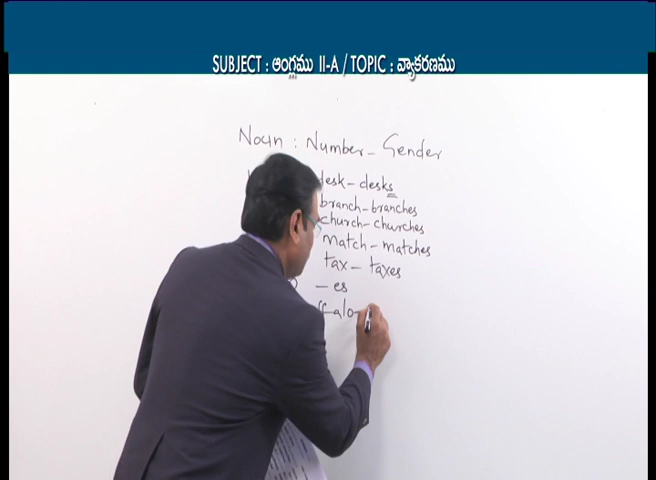 SUBJECT : ఆంగ్లము II-A / TOPIC : వ్యాకరణము
Noun : Number - Gender
desk - desks
branch - branches
church - churches
match - matches
tax - taxes
- es